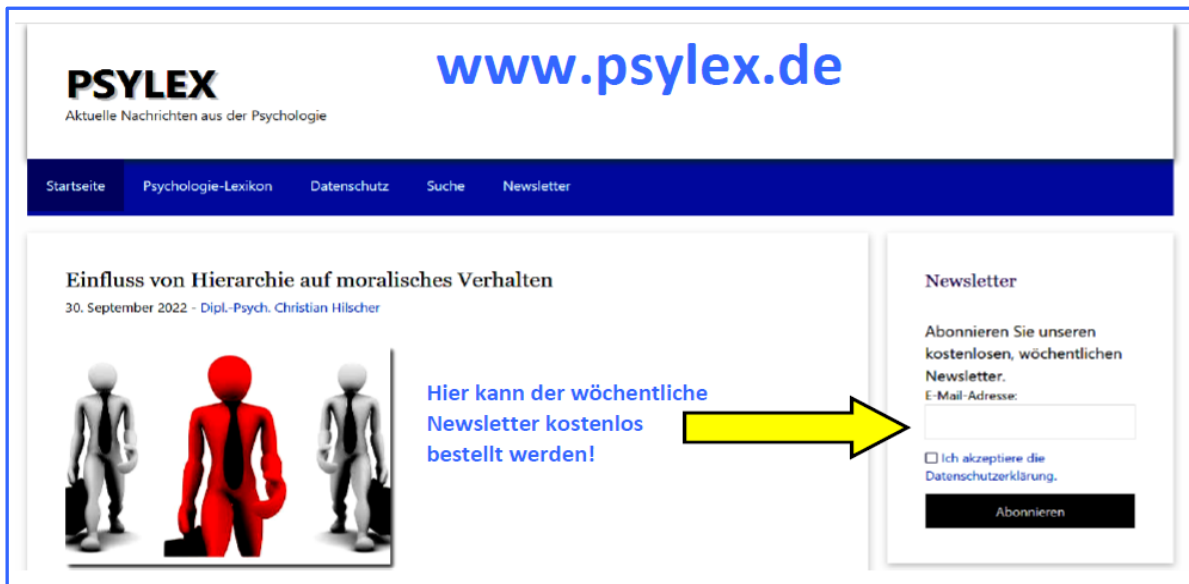 www.psylex.de
PSYLEX
Aktuelle Nachrichten aus der Psychologie
Startseite Psychologie-Lexikon Datenschutz Suche Newsletter
Einfluss von Hierarchie auf moralisches Verhalten
30. September 2022 - Dipl.-Psych. Christian Hilscher
Hier kann der wöchentliche
Newsletter kostenlos
bestellt werden!
Newsletter
Abonnieren Sie unseren
kostenlosen, wöchentlichen
Newsletter.
E-Mail-Adresse:
Ich akzeptiere die
Datenschutzerklärung.
Abonnieren